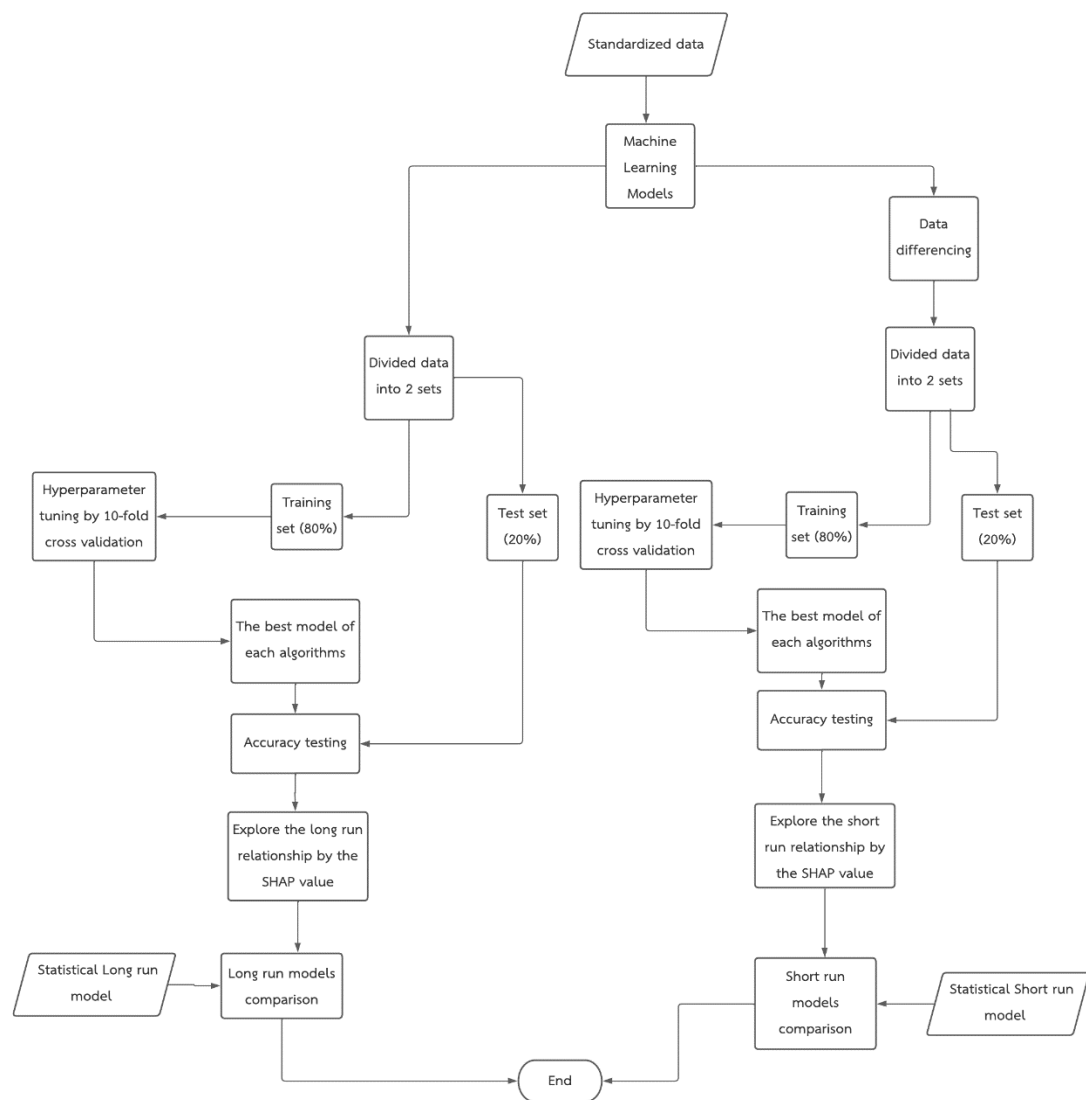 Standardized data
Machine
Learning
Models
Data
differencing
Divided data
into 2 sets
Divided data
into 2 sets
Hyperparameter
tuning by 10-fold
cross validation
Training
set (80%)
Test set
(20%)
Hyperparameter
tuning by 10-fold
cross validation
Training
set (80%)
Test set
(20%)
The best model of
each algorithms
The best model of
each algorithms
Accuracy testing
Accuracy testing
Explore the long run
relationship by the
SHAP value
Explore the short
run relationship by
the SHAP value
Statistical Long run
model
Long run models
comparison
Short run
models
comparison
Statistical Short run
model
End